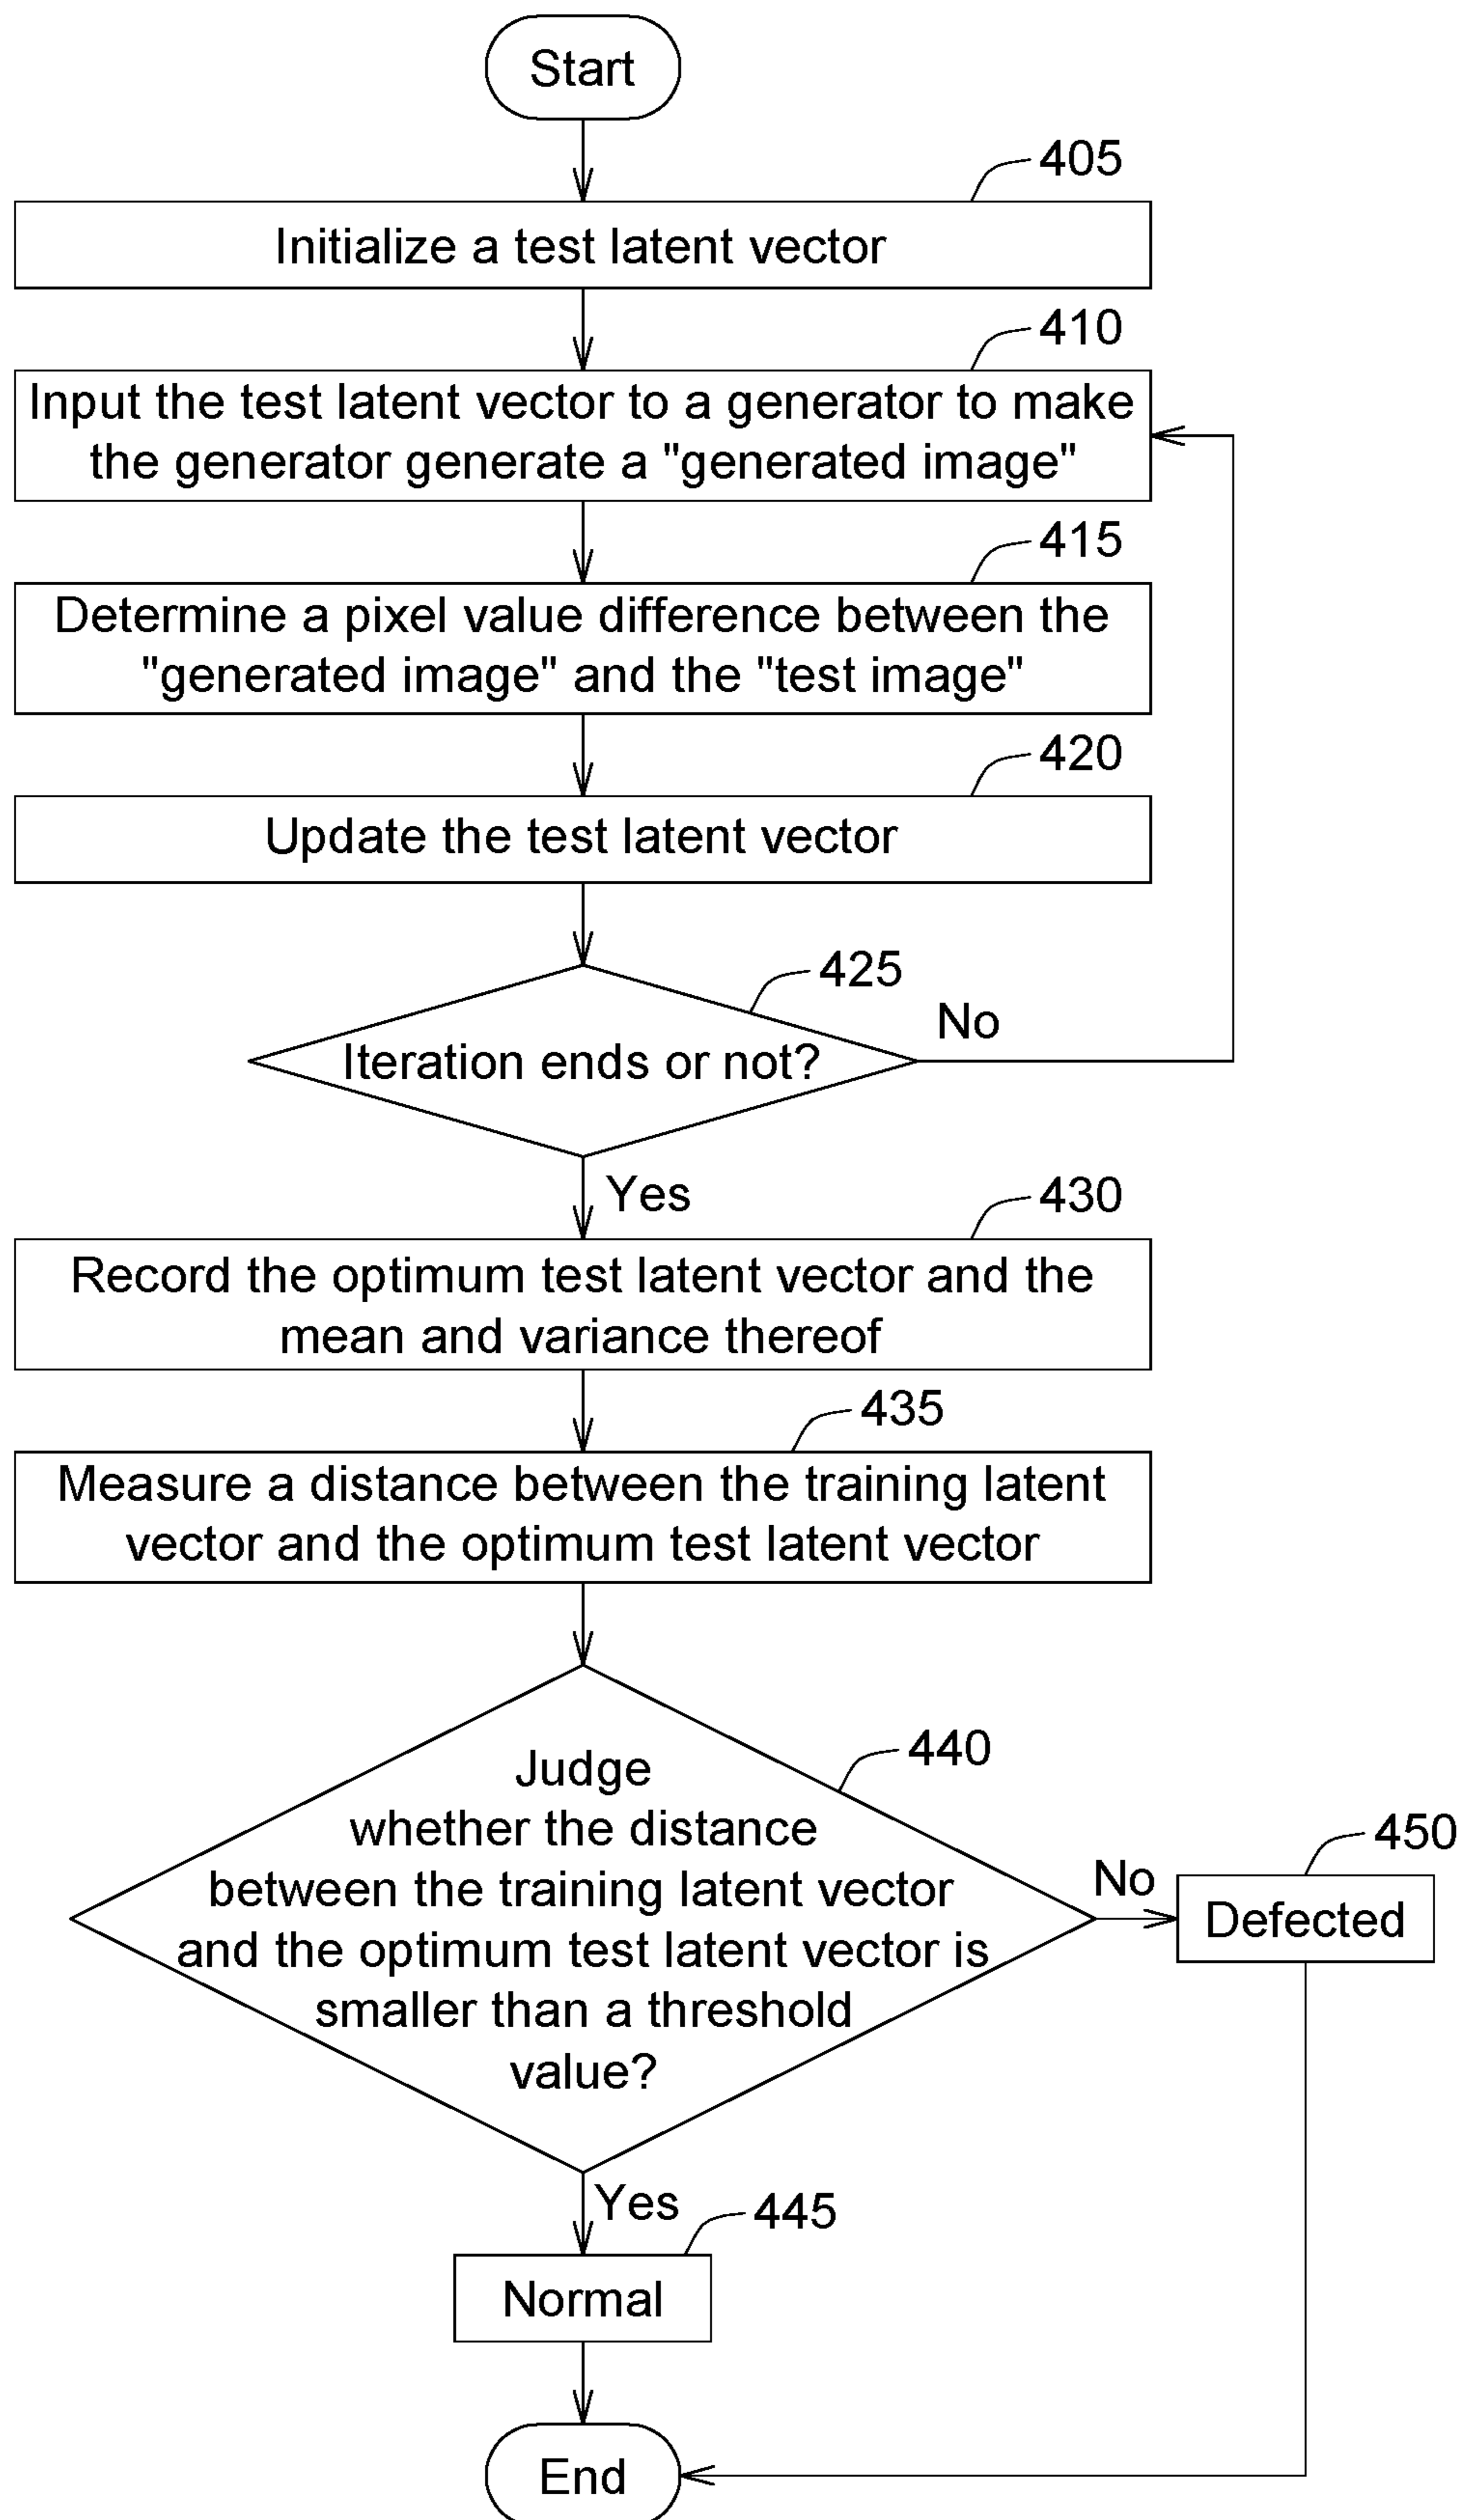 Start
405
Initialize a test latent vector
410
Input the test latent vector to a generator to make
the generator generate a "generated image"
415
Determine a pixel value difference between the
"generated image" and the "test image"
420
Update the test latent vector
425
Iteration ends or not?
No
Yes
430
Record the optimum test latent vector and the
mean and variance thereof
435
Measure a distance between the training latent
vector and the optimum test latent vector
440
Judge
whether the distance
between the training latent vector
and the optimum test latent vector is
smaller than a threshold
value?
No
450
Defected
Yes
445
Normal
End